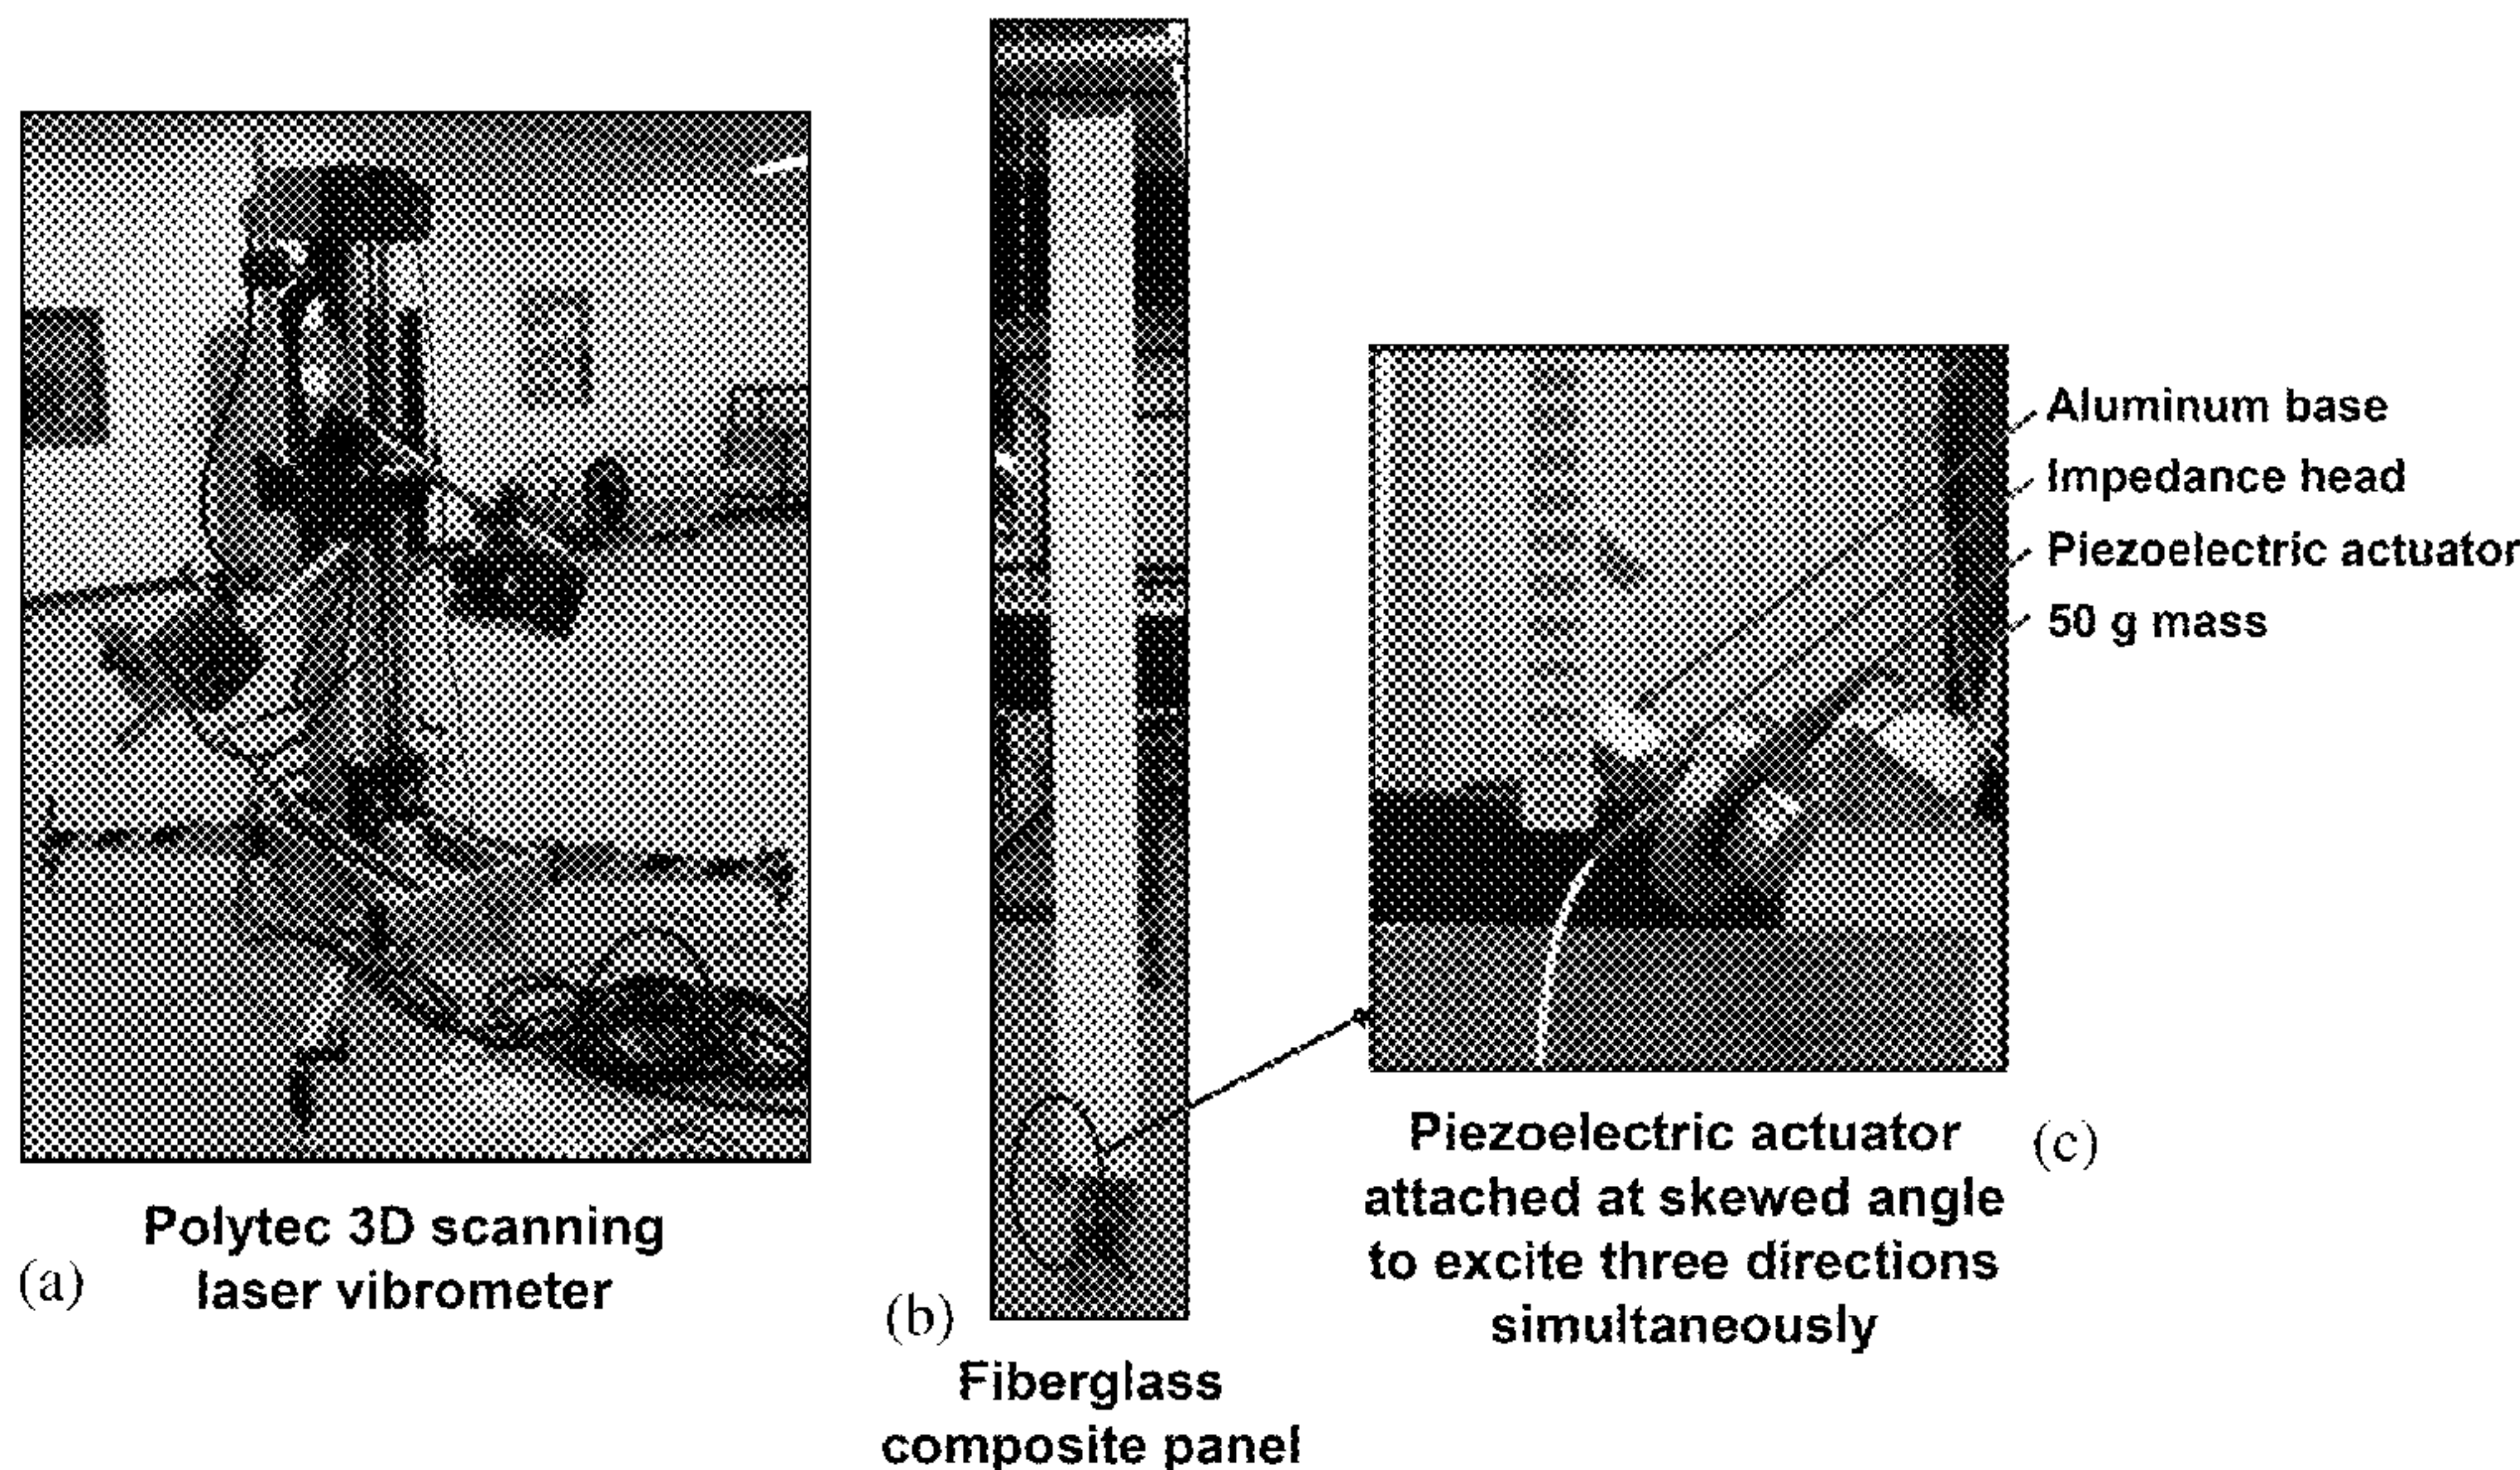 Aluminum base
Impedance head
Piezoelectric actuator
50 g mass
(a)
Polytec 3D scanning
laser vibrometer
(b)
Fiberglass
composite panel
(c)
Piezoelectric actuator
attached at skewed angle
to excite three directions
simultaneously